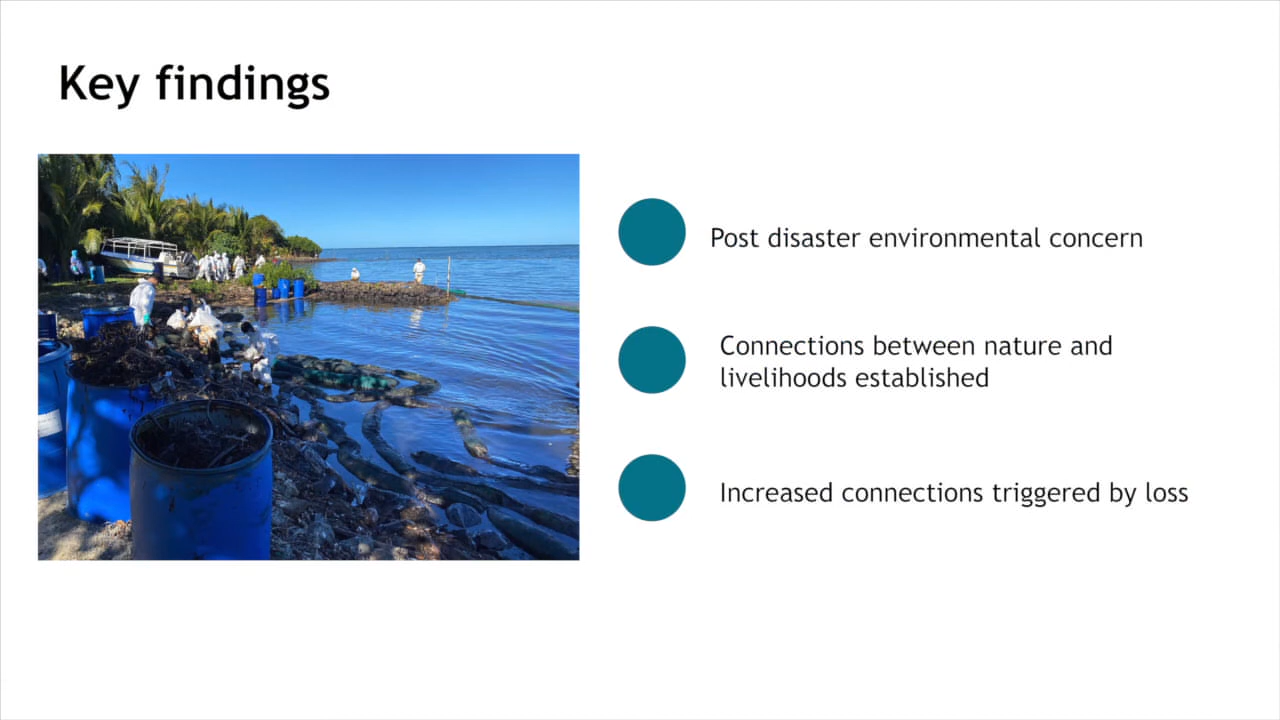 Key findings
Post disaster environmental concern
Connections between nature and
livelihoods established
Increased connections triggered by loss